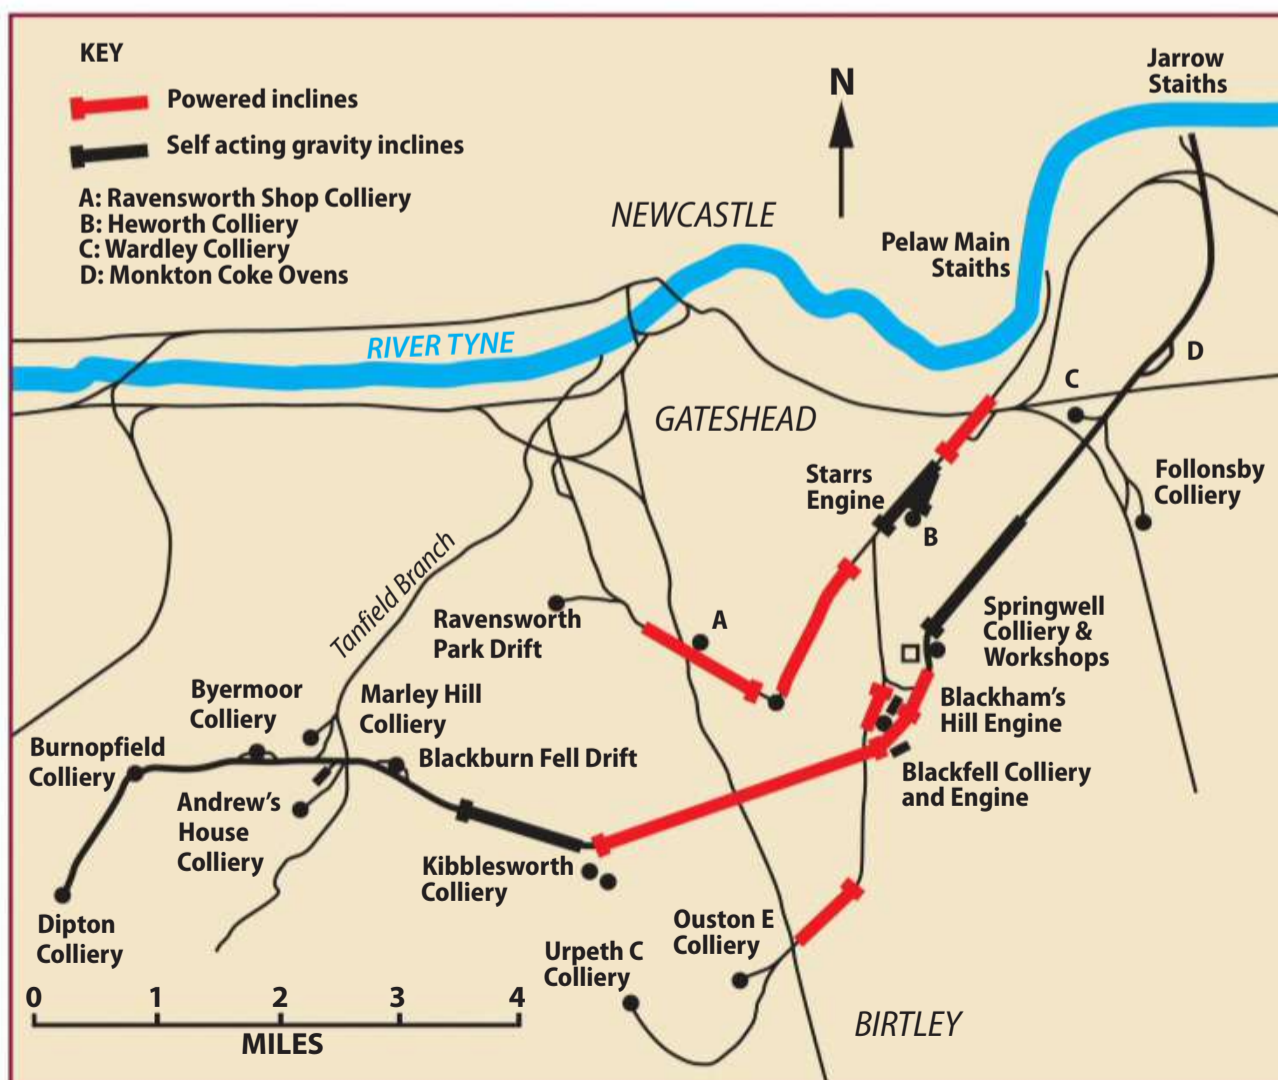 KEY
Powered inclines
Self acting gravity inclines
A: Ravensworth Shop Colliery
B: Heworth Colliery
C: Wardley Colliery
D: Monkton Coke Ovens
N
Jarrow
Staiths
NEWCASTLE
Pelaw Main
Staiths
RIVER TYNE
D
C
GATESHEAD
Starrs
Engine
B
Follonsby
Colliery
Tanfield Branch
Ravensworth
Park Drift
A
Springwell
Colliery &
Workshops
Byermoor
Colliery
Marley Hill
Colliery
Blackham's
Hill Engine
Burnopfield
Colliery
Blackburn Fell Drift
Blackfell Colliery
and Engine
Andrew's
House
Colliery
Kibblesworth
Colliery
Dipton
Colliery
Ouston E
Colliery
Urpeth C
Colliery
0 1 2 3 4
MILES
BIRTLEY